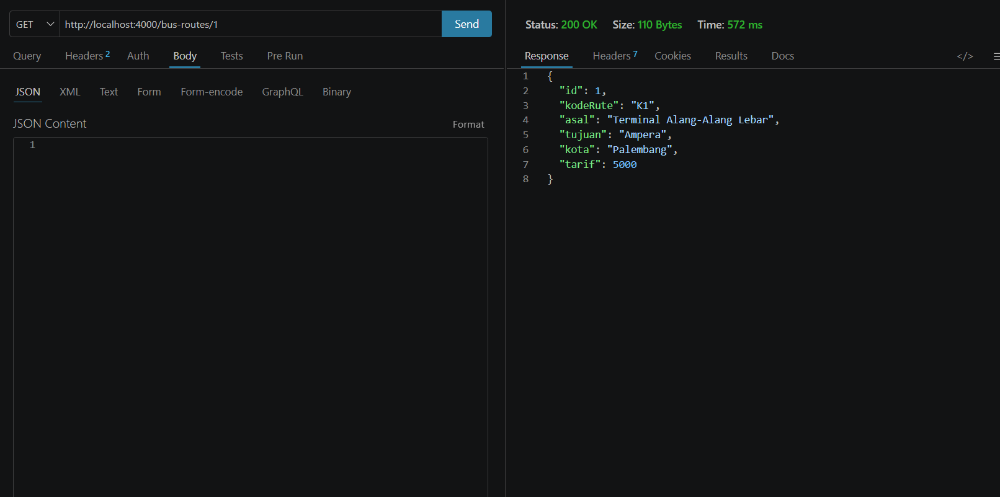 GET http://localhost:4000/bus-routes/1 Send
Query Headers 2 Auth Body Tests Pre Run
JSON XML Text Form Form-encode GraphQL Binary
JSON Content Format
1
Status: 200 OK Size: 110 Bytes Time: 572 ms
Response Headers 7 Cookies Results Docs </>
1 {
2 "id": 1,
3 "kodeRute": "K1",
4 "asal": "Terminal Alang-Alang Lebar",
5 "tujuan": "Ampera",
6 "kota": "Palembang",
7 "tarif": 5000
8 }